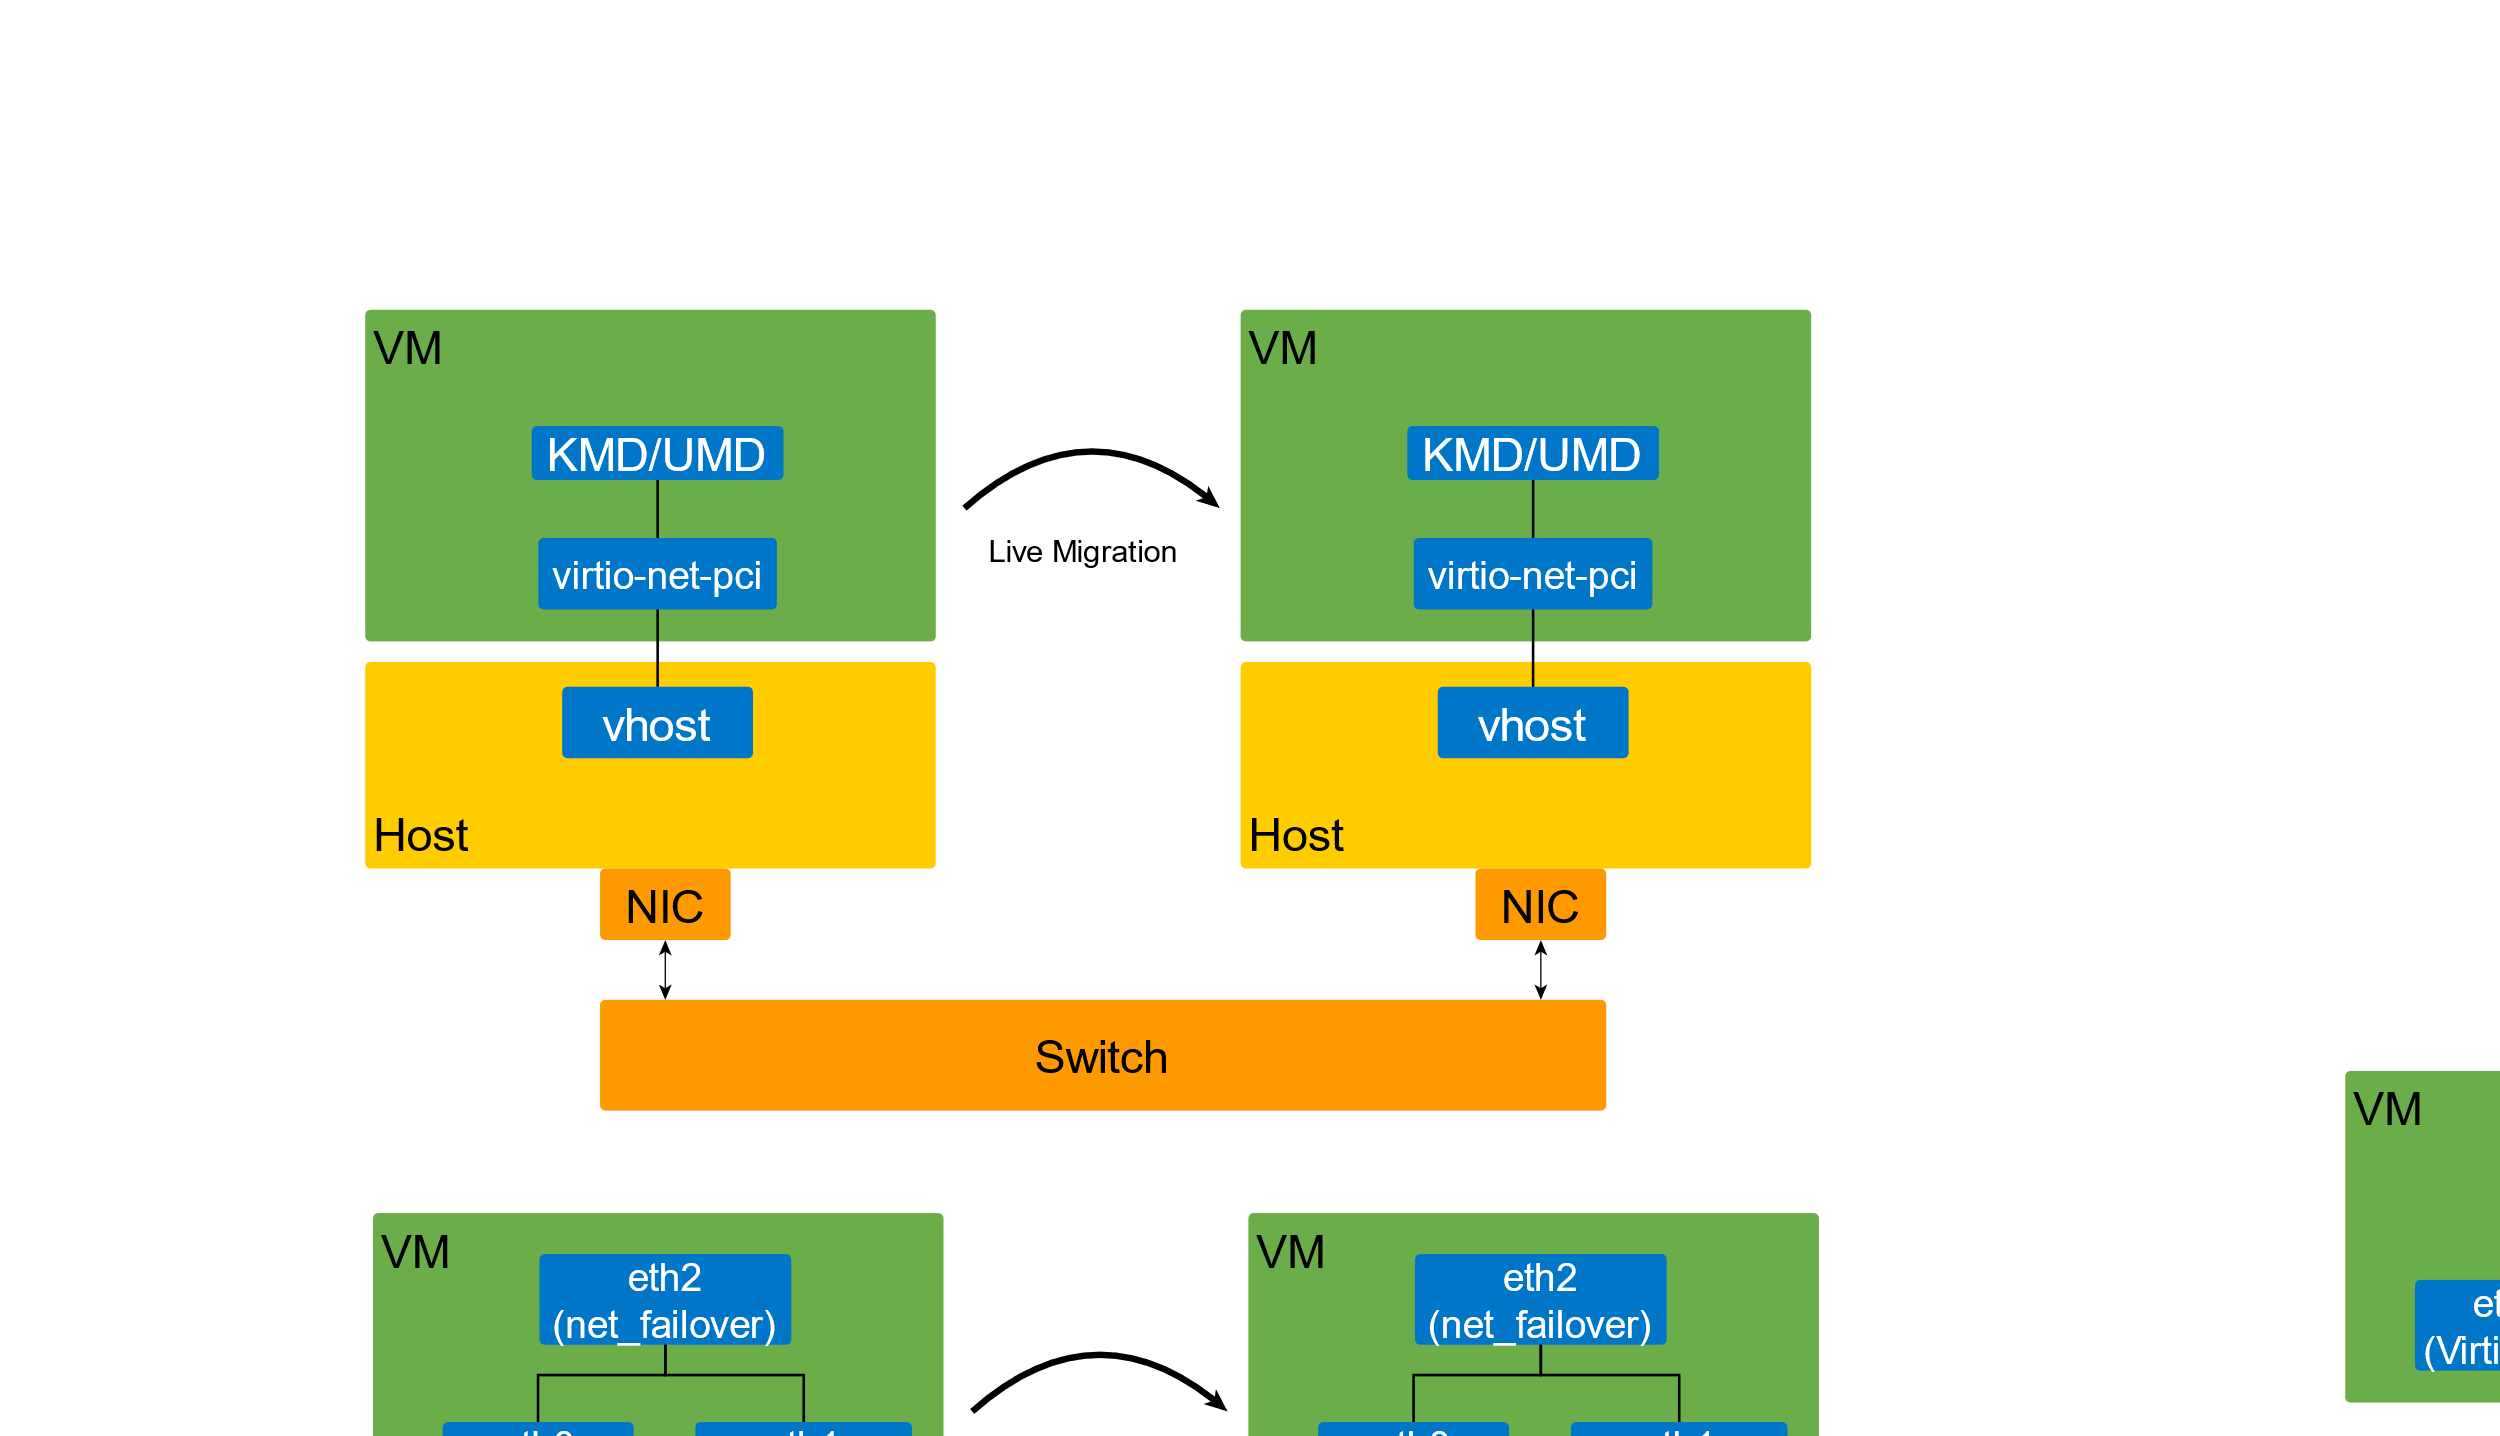 VM
VM
KMD/UMD
KMD/UMD
Live Migration
virtio-net-pci
virtio-net-pci
vhost
vhost
Host
Host
NIC
NIC
Switch
VM
VM
VM
eth2
(net_failover)
eth2
(net_failover)